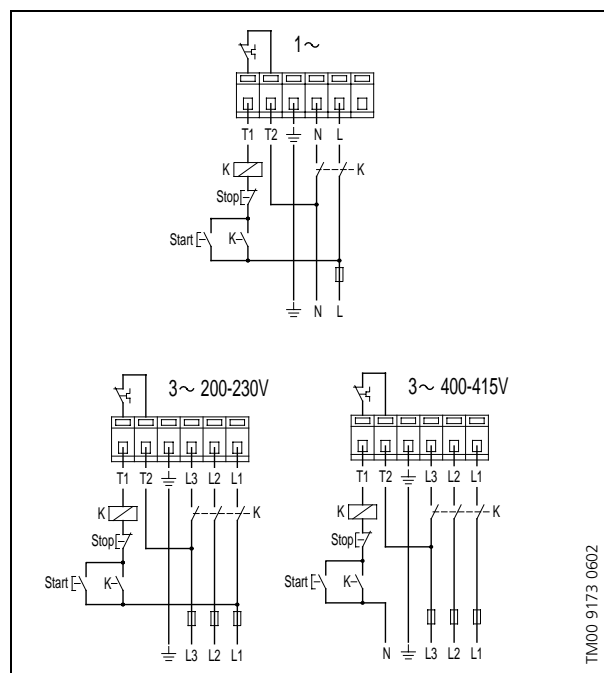 1~
T1 T2 N L
K K
Stop
Start K
N L
3~ 200-230V
T1 T2 L3 L2 L1
K K
Stop
Start K
L3 L2 L1
3~ 400-415V
T1 T2 L3 L2 L1
K K
Stop
Start K
N L3 L2 L1
TM00 9173 0602